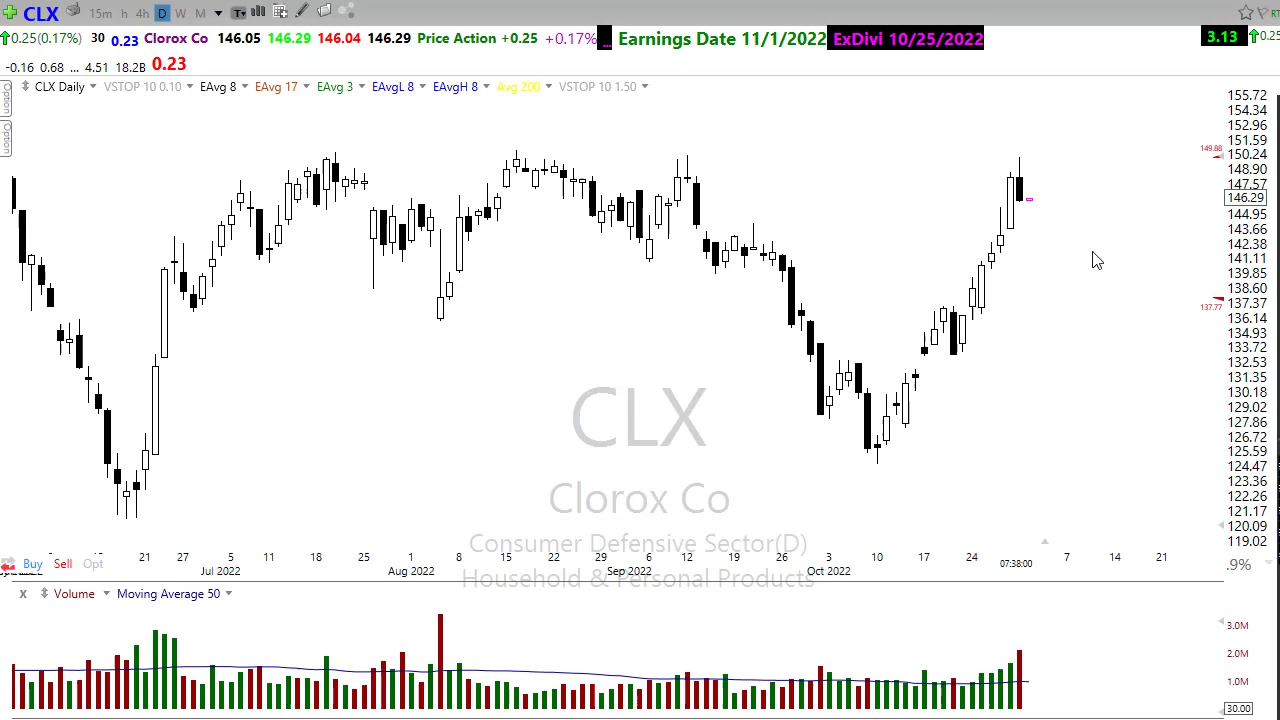 CLX 15m h 4h D W M T
0.25(0.17%) 30 0.23 Clorox Co 146.05 146.29 146.04 146.29 Price Action +0.25 +0.17% ... Earnings Date 11/1/2022 ExDivi 10/25/2022 3.13 0.25
-0.16 0.68 ... 4.51 18.2B 0.23
CLX Daily VSTOP 10 0.10 EAvg 8 EAvg 17 EAvg 3 EAvgL 8 EAvgH 8 Avg 200 VSTOP 10 1.50
Option
Option
155.72
154.34
152.96
151.59
149.88
150.24
148.90
147.57
146.29
144.95
143.66
142.38
141.11
139.85
138.60
137.37
137.77
136.14
134.93
133.72
132.53
131.35
130.18
129.02
127.86
126.72
125.59
124.47
123.36
122.26
121.17
120.09
119.02
CLX
Clorox Co
Consumer Defensive Sector(D)
Household & Personal Products
21 27 5 11 18 25 1 8 15 22 29 6 12 19 26 3 10 17 24 7 14 21
Buy Sell Opt
Jul 2022 Aug 2022 Sep 2022 Oct 2022 07:38:00
.9%
x Volume Moving Average 50
3.0M
2.0M
1.0M
30.00